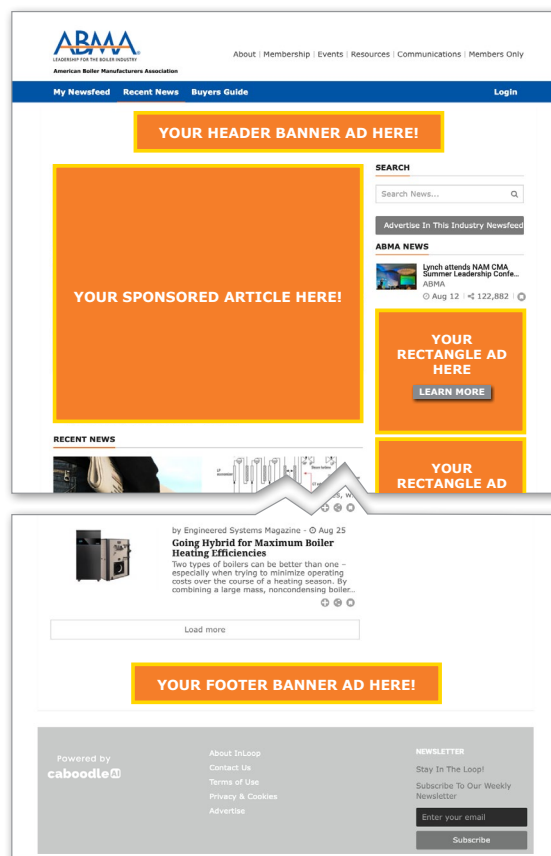 ABMA
LEADERSHIP FOR THE BOILER INDUSTRY
American Boiler Manufacturers Association
About | Membership | Events | Resources | Communications | Members Only
My Newsfeed Recent News Buyers Guide Login
YOUR HEADER BANNER AD HERE!
YOUR SPONSORED ARTICLE HERE!
SEARCH
Search News...
Advertise In This Industry Newsfeed
ABMA NEWS
Lynch attends NAM CMA
Summer Leadership Confe...
ABMA
Aug 12 | 122,882
YOUR
RECTANGLE AD
HERE
LEARN MORE
YOUR
RECTANGLE AD
RECENT NEWS
by Engineered Systems Magazine - Aug 25
Going Hybrid for Maximum Boiler
Heating Efficiencies
Two types of boilers can be better than one –
especially when trying to minimize operating
costs over the course of a heating season. By
combining a large mass, noncondensing boiler...
Load more
YOUR FOOTER BANNER AD HERE!
Powered by
caboodle AI
About InLoop
Contact Us
Terms of Use
Privacy & Cookies
Advertise
NEWSLETTER
Stay In The Loop!
Subscribe To Our Weekly
Newsletter
Enter your email
Subscribe